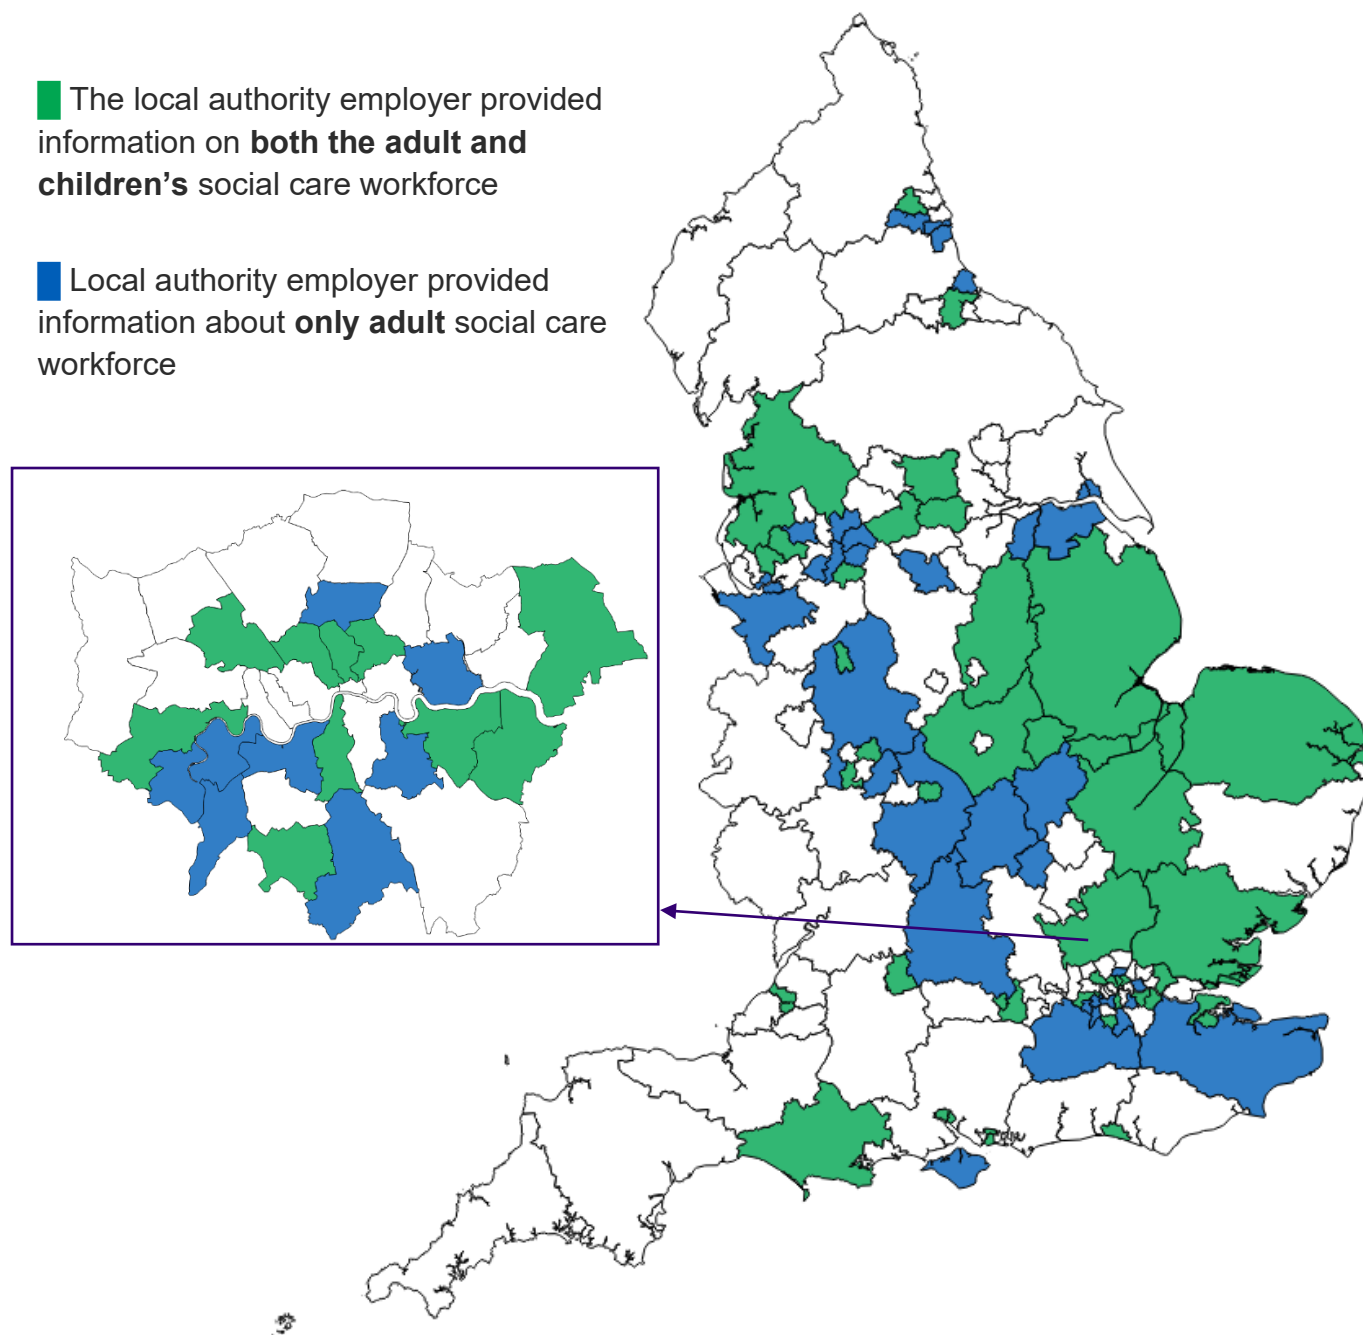 The local authority employer provided
information on both the adult and
children’s social care workforce
Local authority employer provided
information about only adult social care
workforce